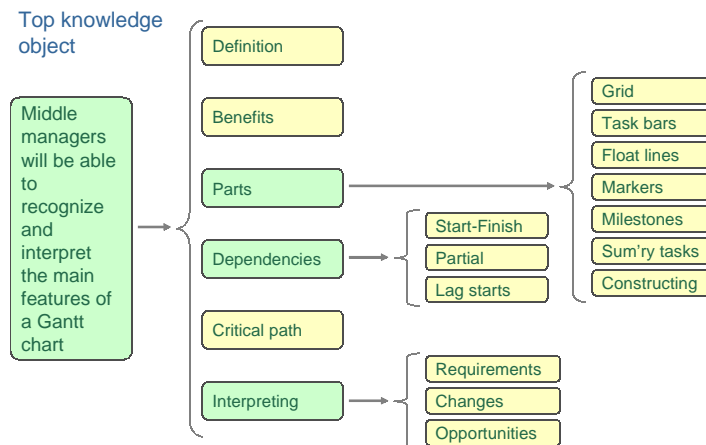 Top knowledge
object
Middle
managers
will be able
to
recognize
and
interpret
the main
features of
a Gantt
chart
Definition
Benefits
Parts
Dependencies
Critical path
Interpreting
Grid
Task bars
Float lines
Markers
Milestones
Sum'ry tasks
Constructing
Start-Finish
Partial
Lag starts
Requirements
Changes
Opportunities